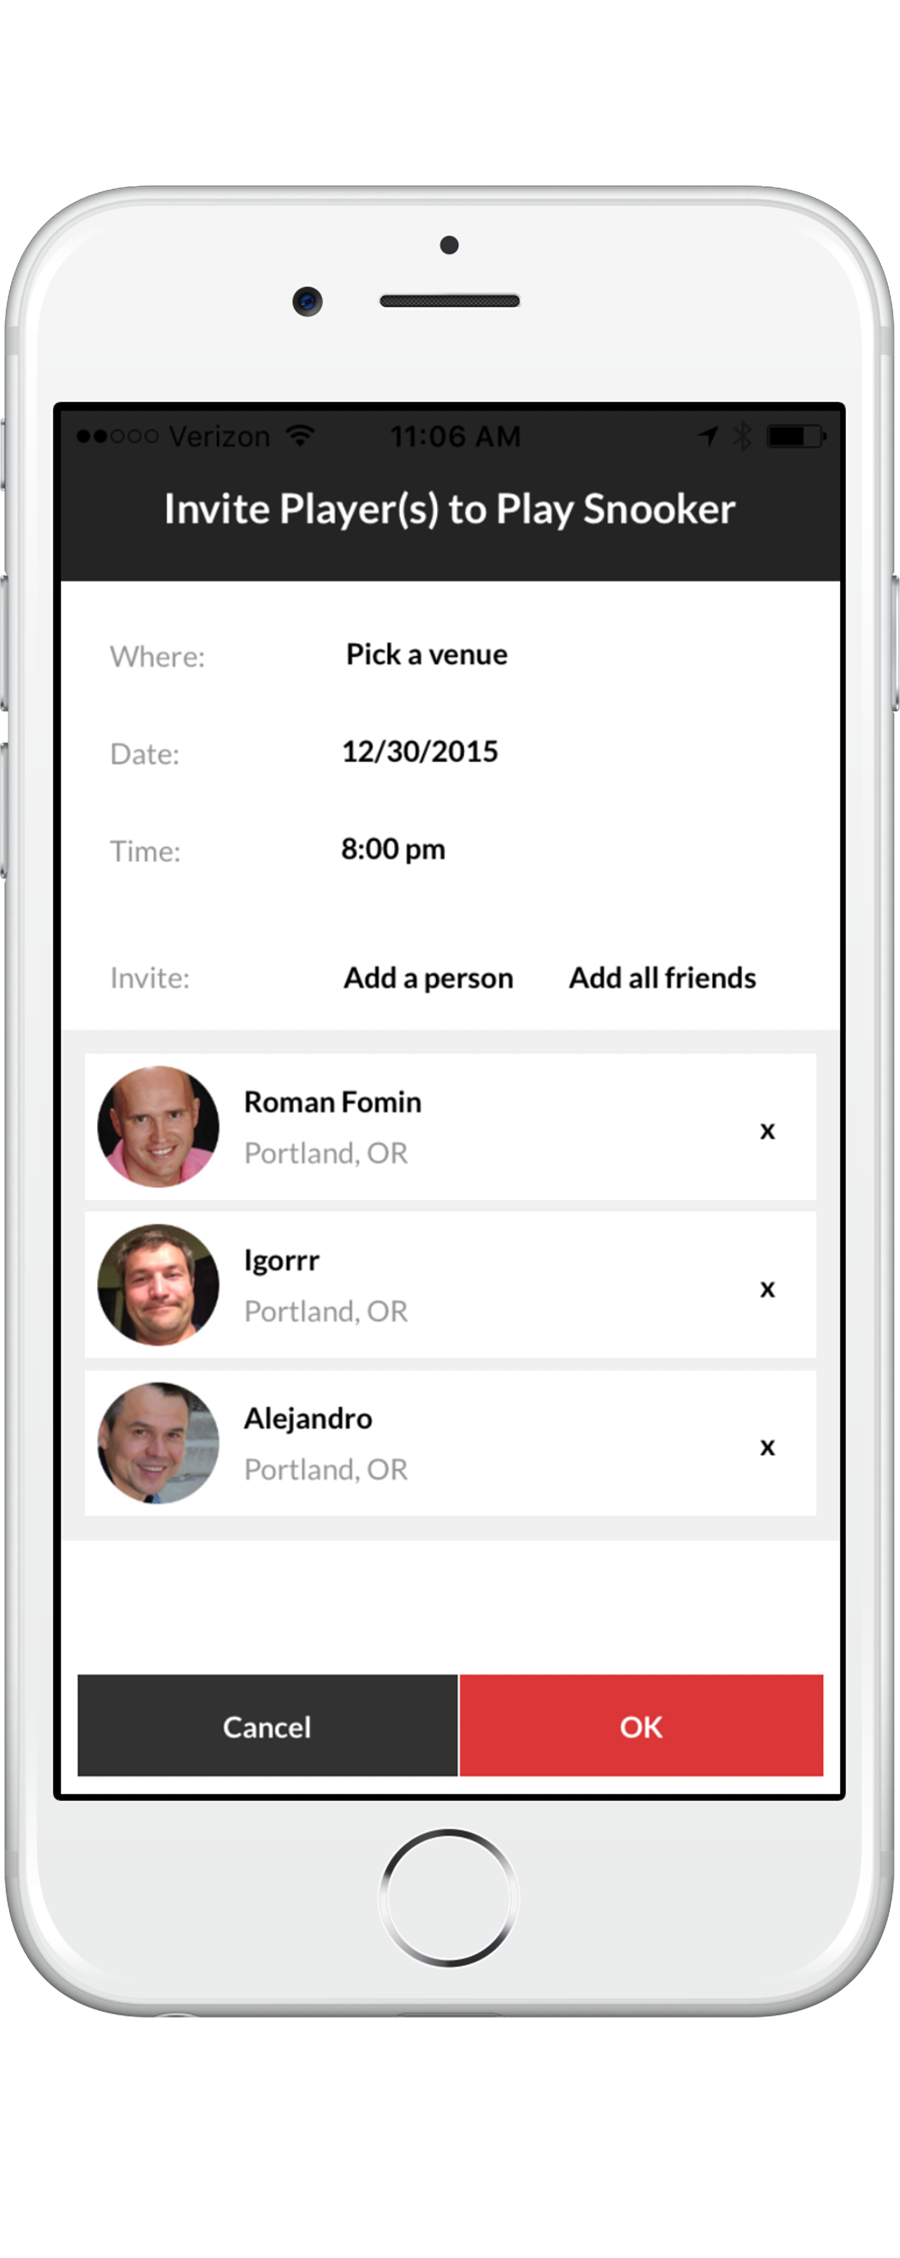 Verizon 11:06 AM
Invite Player(s) to Play Snooker
Where: Pick a venue
Date: 12/30/2015
Time: 8:00 pm
Invite: Add a person Add all friends
Roman Fomin
Portland, OR
x
Igorrr
Portland, OR
x
Alejandro
Portland, OR
x
Cancel OK